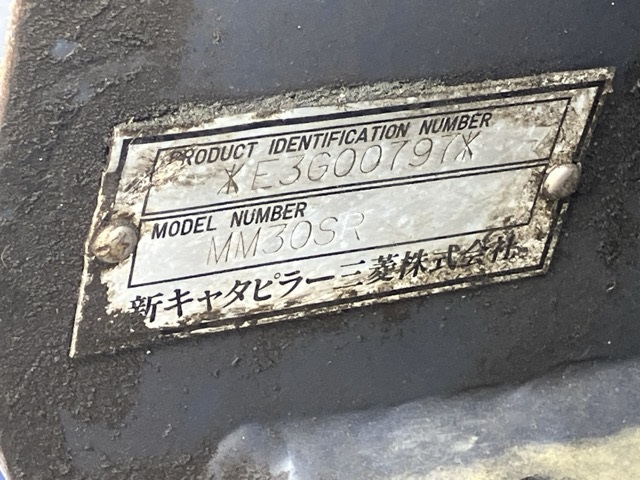 PRODUCT IDENTIFICATION NUMBER
*E3G00797*
MODEL NUMBER
MM30SR
新キャタピラー三菱株式会社